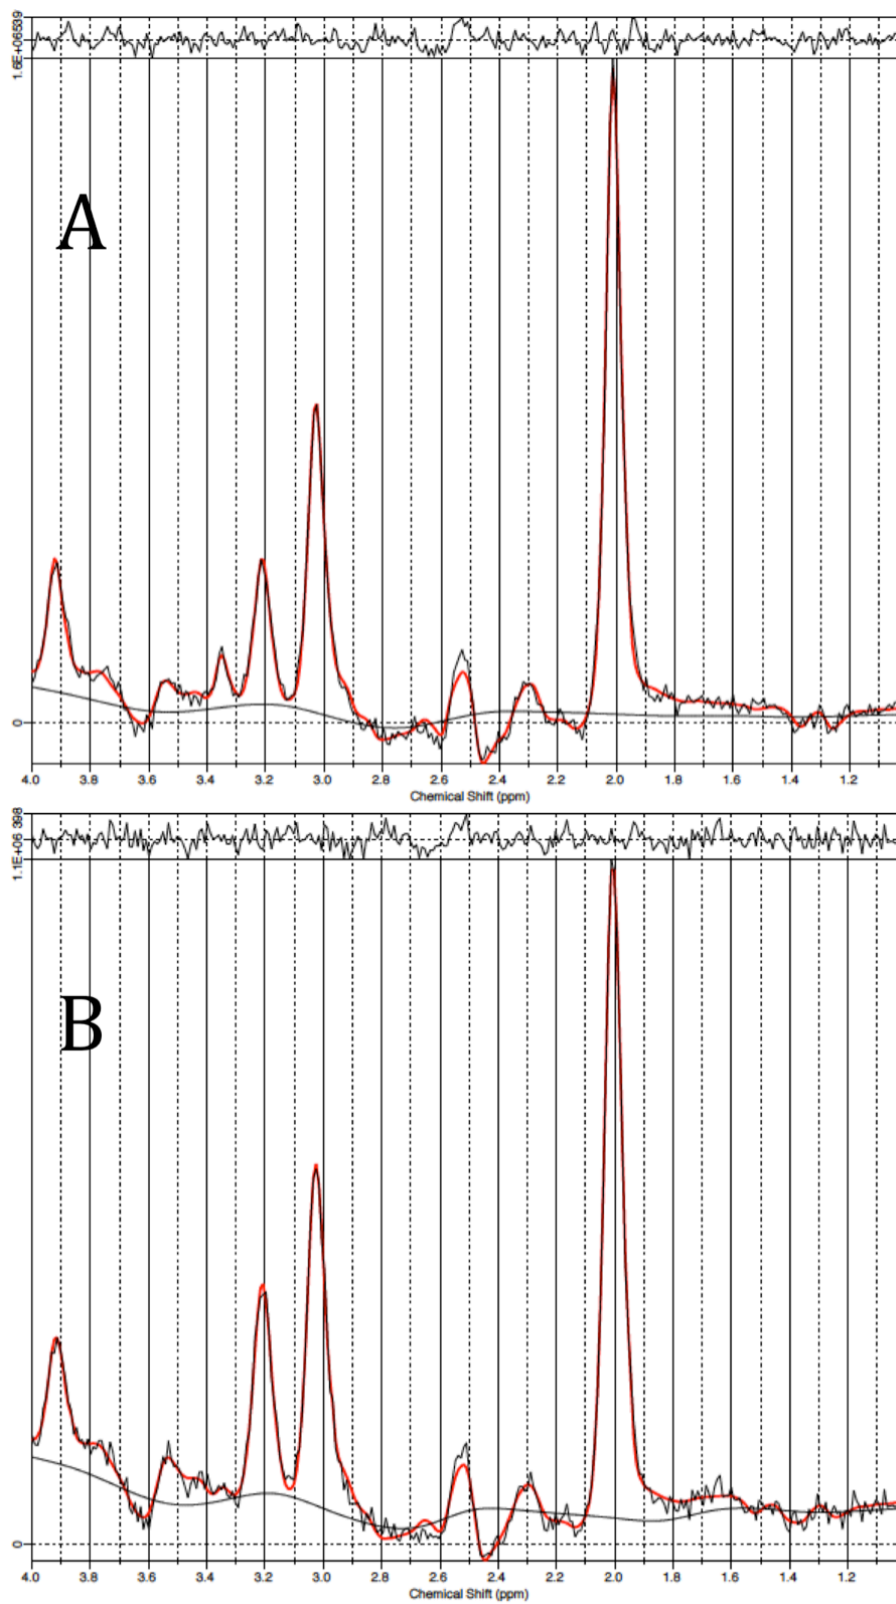 539
1.6E+06
A
0
4.0 3.8 3.6 3.4 3.2 3.0 2.8 2.6 2.4 2.2 2.0 1.8 1.6 1.4 1.2
Chemical Shift (ppm)
398
1.1E+06
B
0
4.0 3.8 3.6 3.4 3.2 3.0 2.8 2.6 2.4 2.2 2.0 1.8 1.6 1.4 1.2
Chemical Shift (ppm)